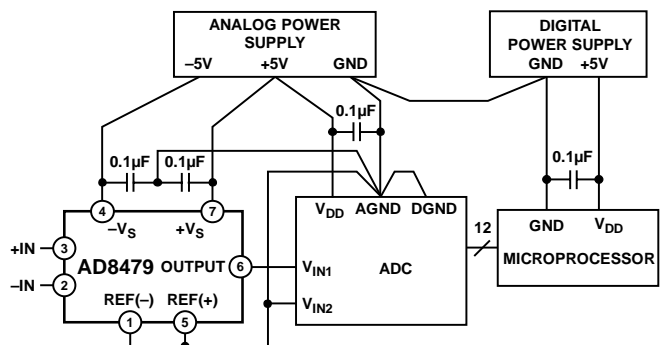 ANALOG POWER
SUPPLY
–5V +5V GND
DIGITAL
POWER SUPPLY
GND +5V
0.1µF
0.1µF 0.1µF
0.1µF
4 7
–VS +VS
VDD AGND DGND
12
GND VDD
+IN 3
AD8479 OUTPUT 6
VIN1
ADC
MICROPROCESSOR
–IN 2
REF(–) REF(+)
VIN2
1 5